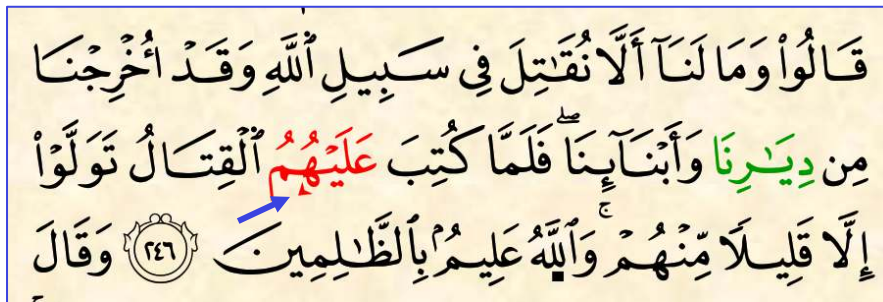 قَالُوا۟ وَمَا لَنَآ أَلَّا نُقَـٰتِلَ فِى سَبِيلِ ٱللَّهِ وَقَدْ أُخْرِجْنَا
مِن دِيَـٰرِنَا وَأَبْنَآئِنَا ۖ فَلَمَّا كُتِبَ عَلَيْهُمُ ٱلْقِتَالُ تَوَلَّوْا۟
إِلَّا قَلِيلًا مِّنْهُمْ ۚ وَٱللَّهُ عَلِيمٌۢ بِٱلظَّـٰلِمِينَ ٢٤٦ وَقَالَ